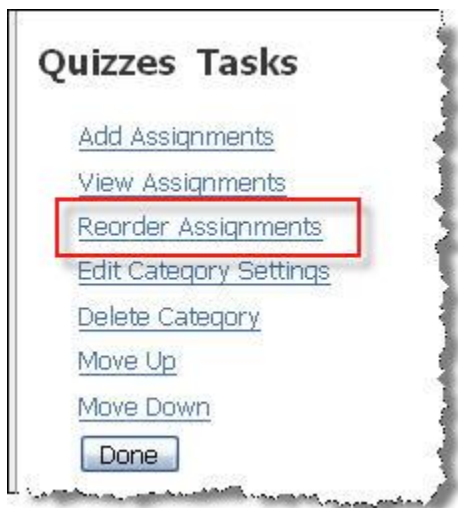 Quizzes Tasks
Add Assignments
View Assignments
Reorder Assignments
Edit Category Settings
Delete Category
Move Up
Move Down
Done